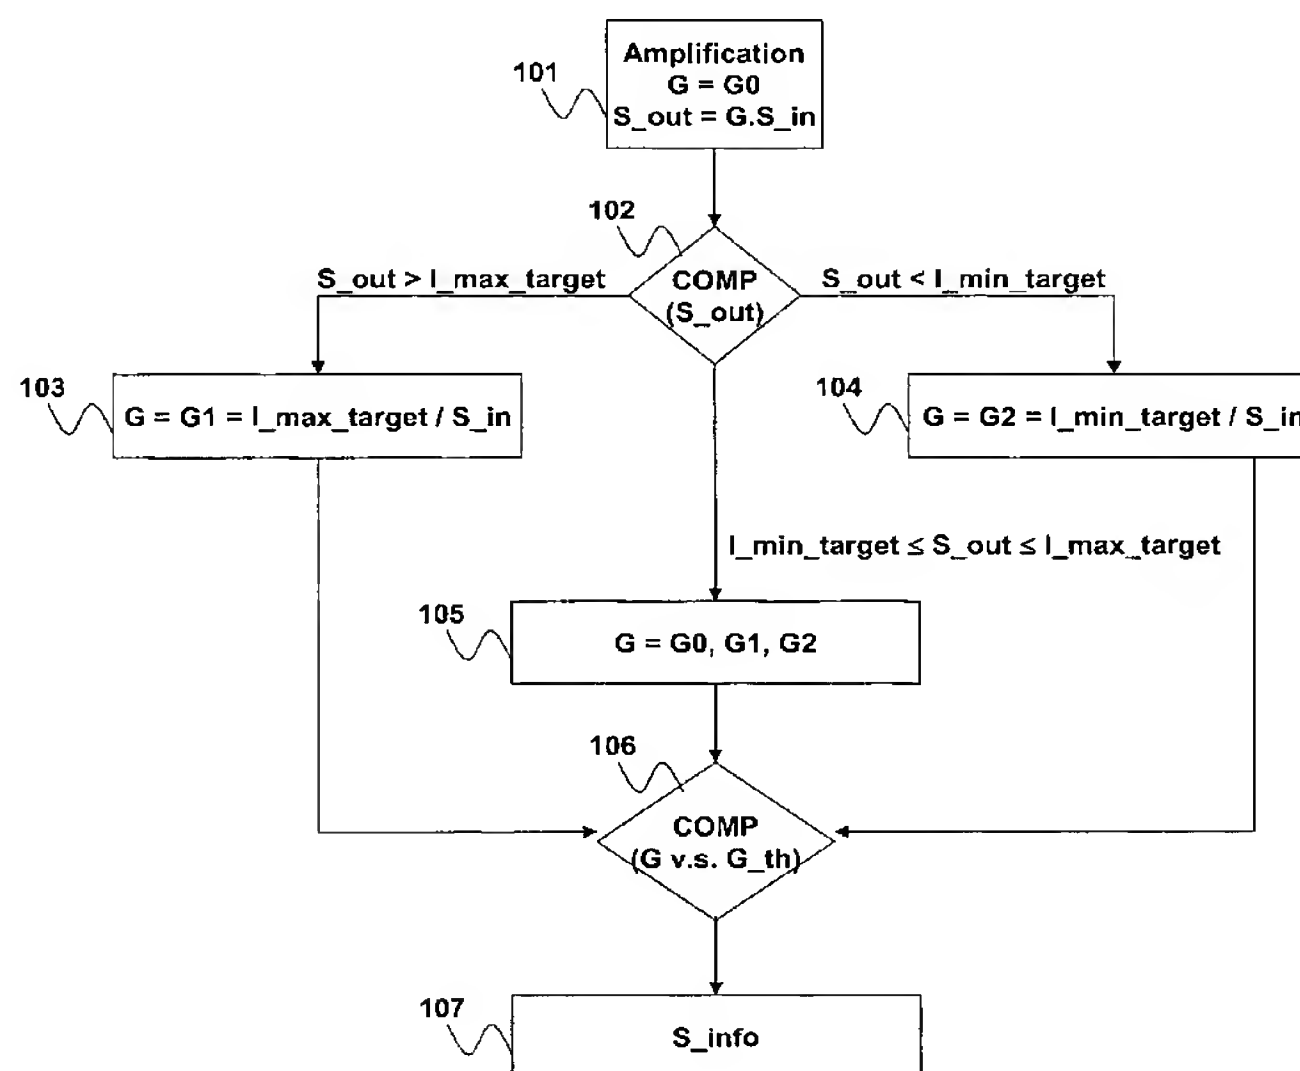 Amplification
G = G0
S_out = G.S_in
101
102
COMP
(S_out)
S_out > I_max_target
S_out < I_min_target
103
G = G1 = I_max_target / S_in
104
G = G2 = I_min_target / S_in
I_min_target ≤ S_out ≤ I_max_target
105
G = G0, G1, G2
106
COMP
(G v.s. G_th)
107
S_info